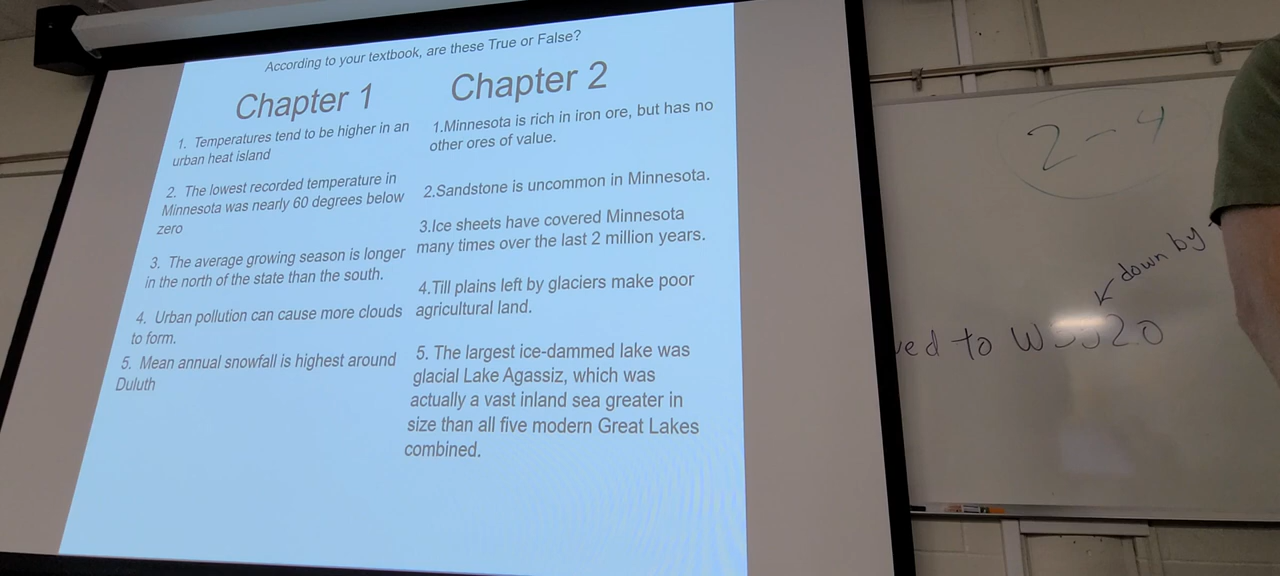 According to your textbook, are these True or False?
Chapter 1
1. Temperatures tend to be higher in an
urban heat island
2. The lowest recorded temperature in
Minnesota was nearly 60 degrees below
zero
3. The average growing season is longer
in the north of the state than the south.
4. Urban pollution can cause more clouds
to form.
5. Mean annual snowfall is highest around
Duluth
Chapter 2
1.Minnesota is rich in iron ore, but has no
other ores of value.
2.Sandstone is uncommon in Minnesota.
3.Ice sheets have covered Minnesota
many times over the last 2 million years.
4.Till plains left by glaciers make poor
agricultural land.
5. The largest ice-dammed lake was
glacial Lake Agassiz, which was
actually a vast inland sea greater in
size than all five modern Great Lakes
combined.
2-4
down by
to